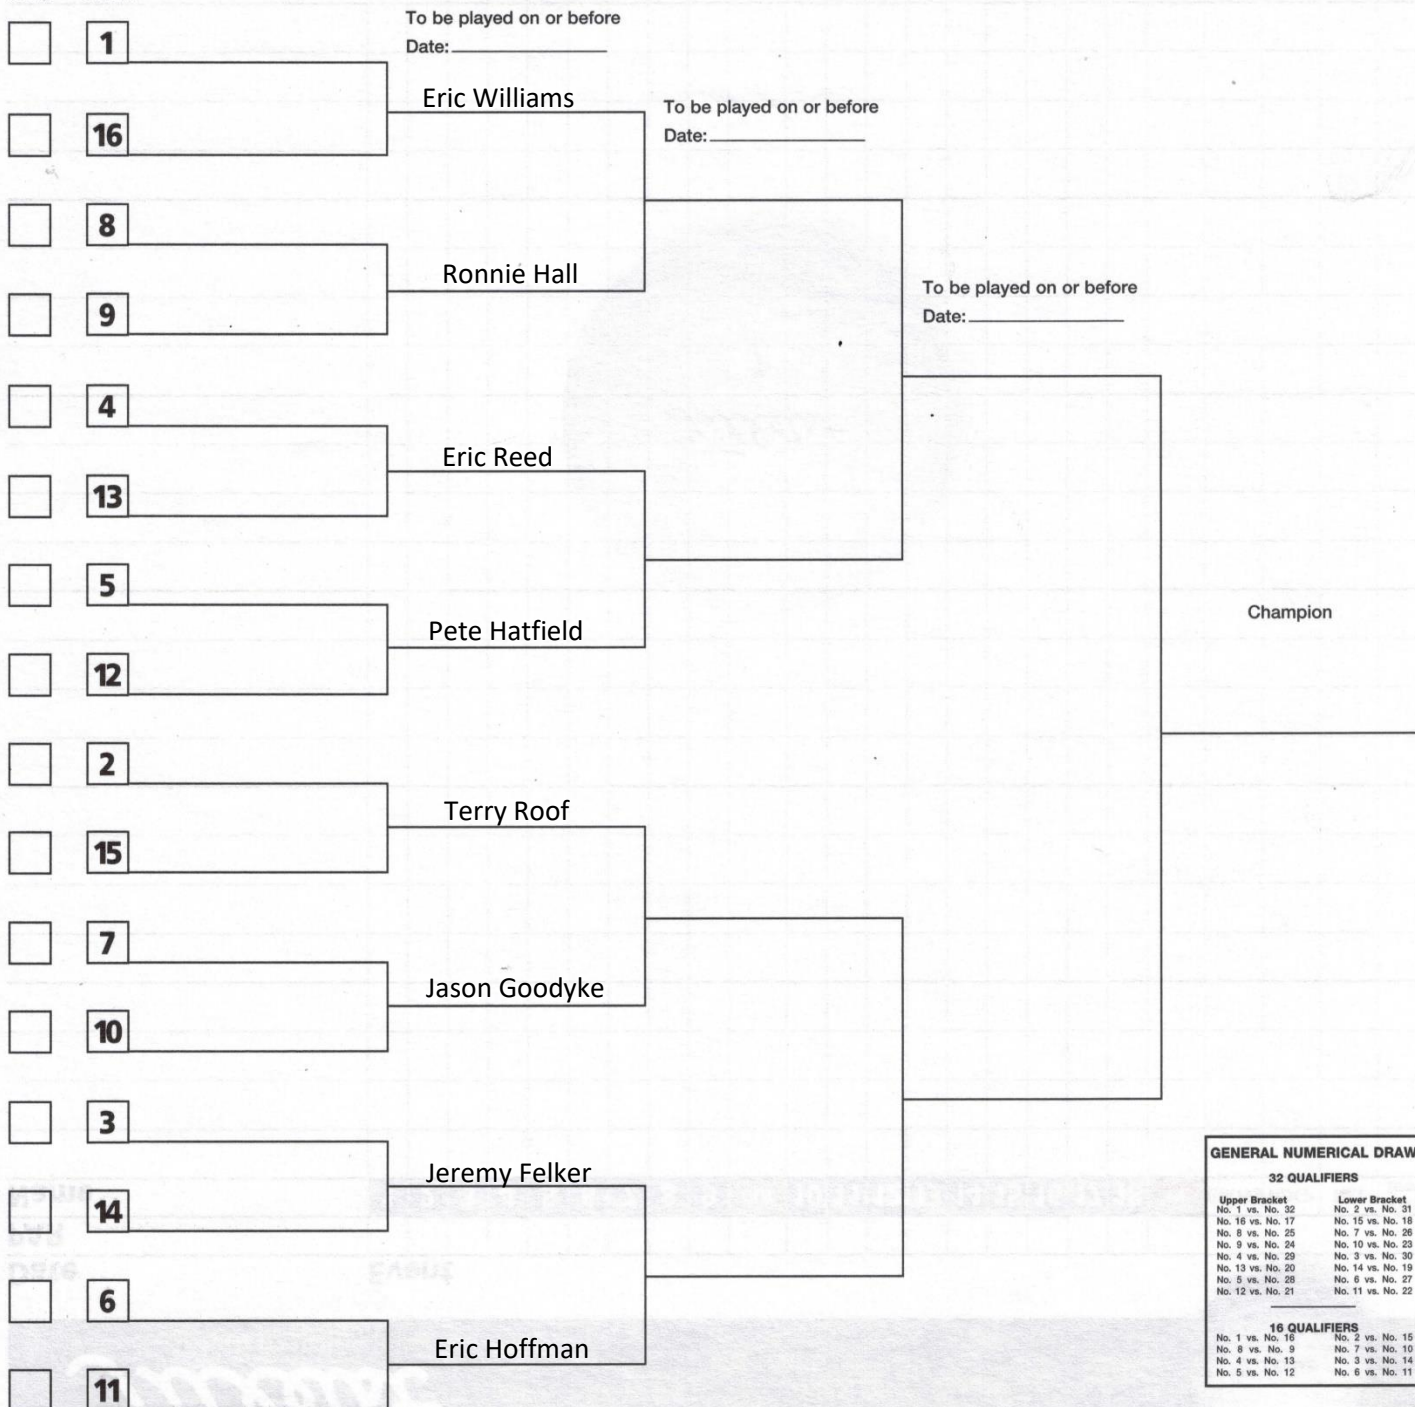 To be played on or before
Date:
1
Eric Williams
To be played on or before
Date:
16
8
Ronnie Hall
To be played on or before
Date:
9
4
Eric Reed
13
5
Champion
Pete Hatfield
12
2
Terry Roof
15
7
Jason Goodyke
10
3
Jeremy Felker
14
6
Eric Hoffman
11
GENERAL NUMERICAL DRAW
32 QUALIFIERS
Upper Bracket Lower Bracket
No. 1 vs. No. 32 No. 2 vs. No. 31
No. 16 vs. No. 17 No. 15 vs. No. 18
No. 8 vs. No. 25 No. 7 vs. No. 26
No. 9 vs. No. 24 No. 10 vs. No. 23
No. 4 vs. No. 29 No. 3 vs. No. 30
No. 13 vs. No. 20 No. 14 vs. No. 19
No. 5 vs. No. 28 No. 6 vs. No. 27
No. 12 vs. No. 21 No. 11 vs. No. 22
16 QUALIFIERS
No. 1 vs. No. 16 No. 2 vs. No. 15
No. 8 vs. No. 9 No. 7 vs. No. 10
No. 4 vs. No. 13 No. 3 vs. No. 14
No. 5 vs. No. 12 No. 6 vs. No. 11
Name
PAR
Date
Event